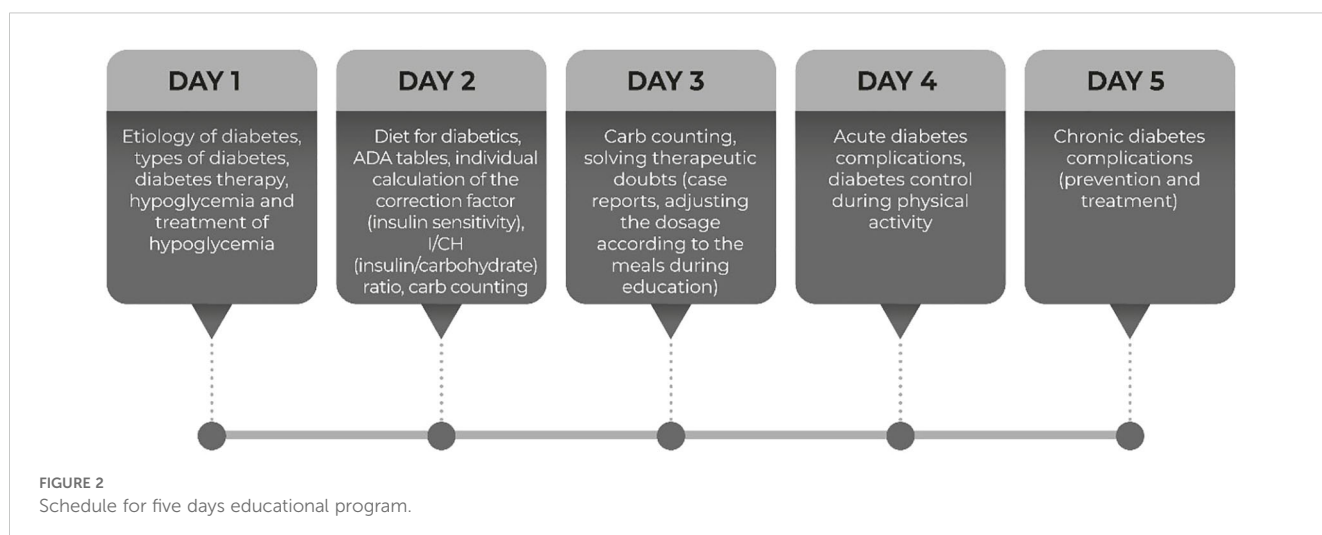 DAY 1
Etiology of diabetes,
types of diabetes,
diabetes therapy,
hypoglycemia and
treatment of
hypoglycemia
DAY 2
Diet for diabetics,
ADA tables, individual
calculation of the
correction factor
(insulin sensitivity),
I/CH
(insulin/carbohydrate)
ratio, carb counting
DAY 3
Carb counting,
solving therapeutic
doubts (case
reports, adjusting
the dosage
according to the
meals during
education)
DAY 4
Acute diabetes
complications,
diabetes control
during physical
activity
DAY 5
Chronic diabetes
complications
(prevention and
treatment)
FIGURE 2
Schedule for five days educational program.